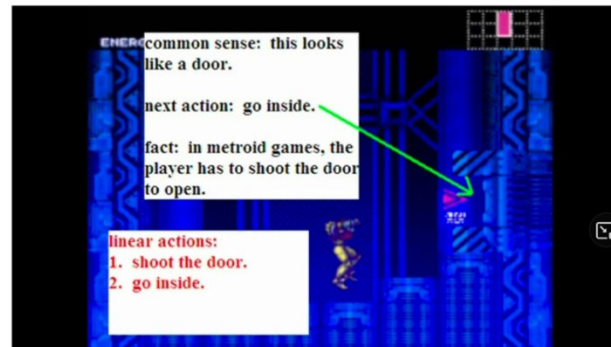 ENERG
common sense: this looks
like a door.
next action: go inside.
fact: in metroid games, the
player has to shoot the door
to open.
linear actions:
1. shoot the door.
2. go inside.